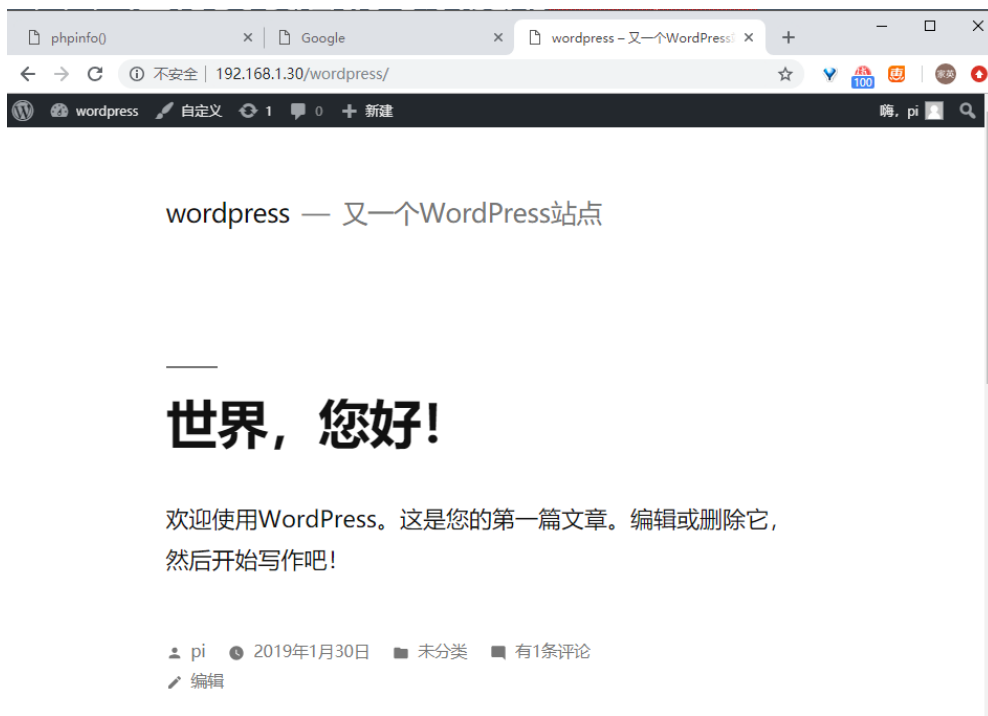 phpinfo()
Google
wordpress – 又一个WordPress
不安全 | 192.168.1.30/wordpress/
100
家英
wordpress 自定义 1 0 新建
嗨，pi
wordpress — 又一个WordPress站点
世界，您好！
欢迎使用WordPress。这是您的第一篇文章。编辑或删除它，
然后开始写作吧！
pi 2019年1月30日 未分类 有1条评论
编辑